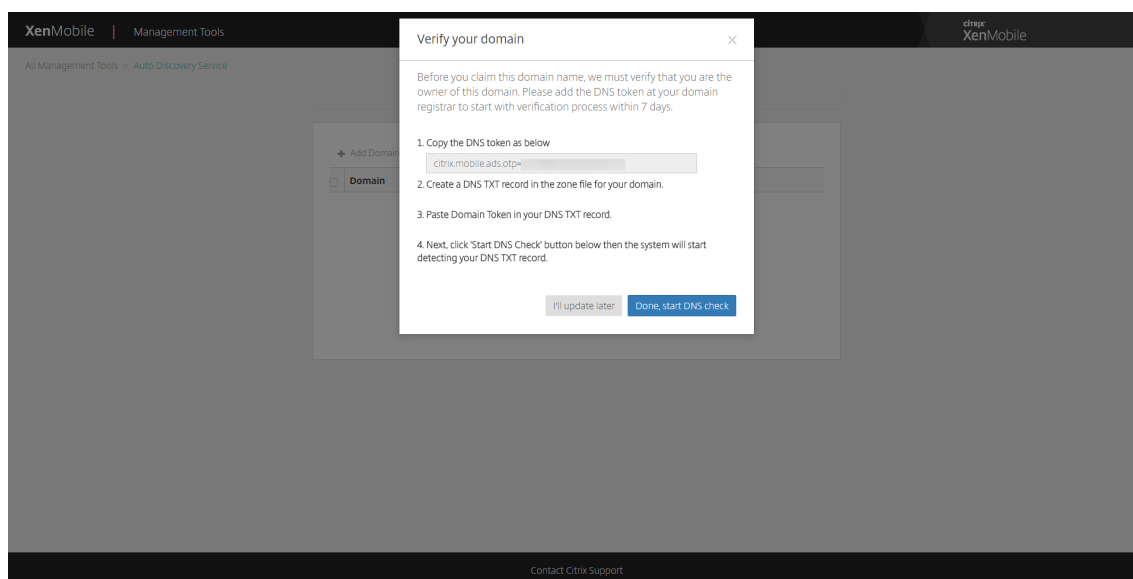 XenMobile | Management Tools
citrix
XenMobile
All Management Tools > Auto Discovery Service
Verify your domain
Before you claim this domain name, we must verify that you are the
owner of this domain. Please add the DNS token at your domain
registrar to start with verification process within 7 days.
1. Copy the DNS token as below
citrix.mobile.ads.otp=
2. Create a DNS TXT record in the zone file for your domain.
3. Paste Domain Token in your DNS TXT record.
4. Next, click 'Start DNS Check' button below then the system will start
detecting your DNS TXT record.
I'll update later
Done, start DNS check
+ Add Domain
Domain
Contact Citrix Support